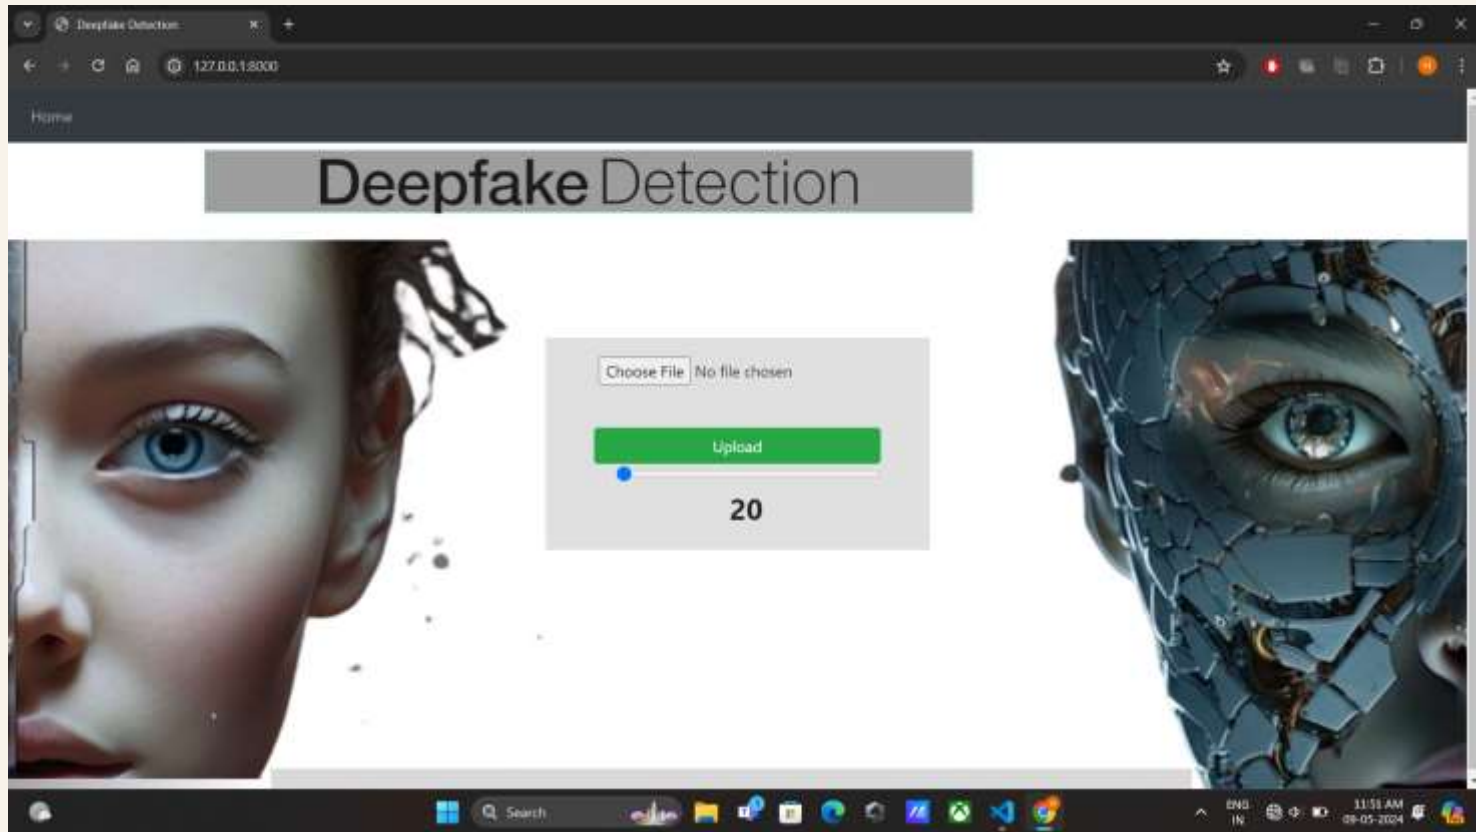 Deepfake Detection
127.0.0.1:8000
Home
Deepfake Detection
Choose File No file chosen
Upload
20
Search
ENG
IN
11:51 AM
09-05-2024